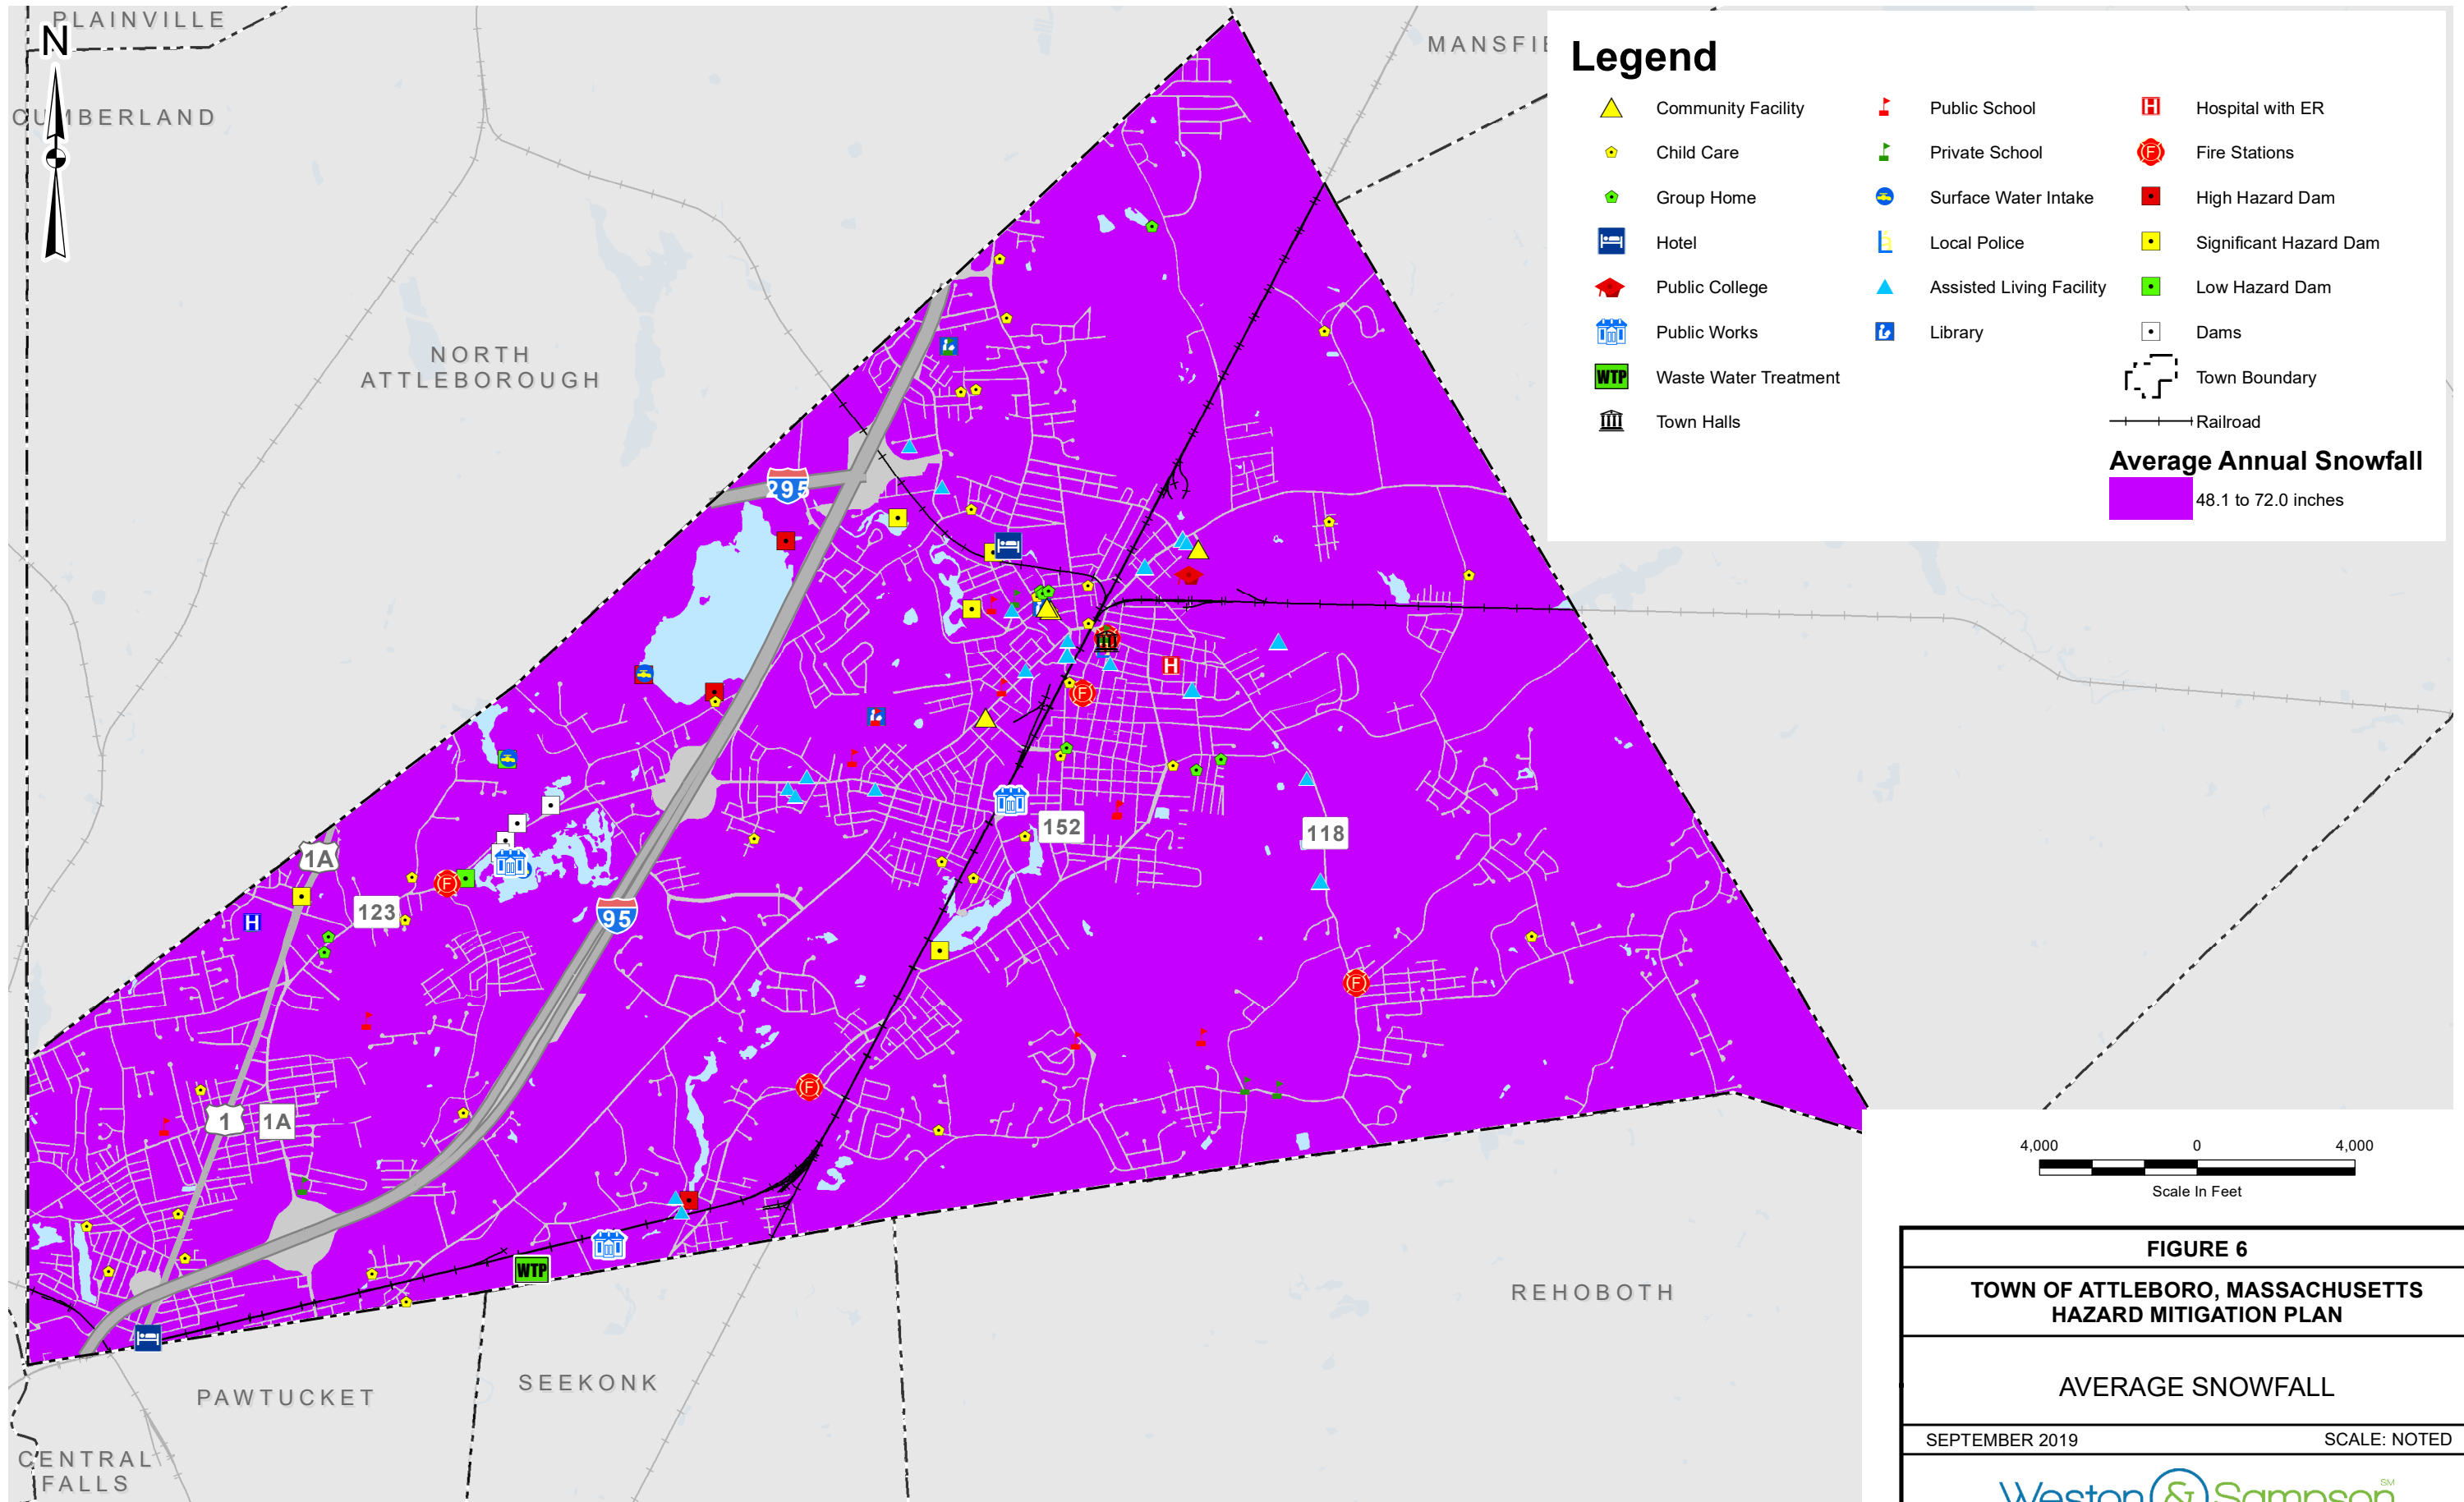 PLAINVILLE
N
CUMBERLAND
MANSFIE
NORTH
ATTLEBOROUGH
295
1A
123
95
152
118
1
1A
H
H
F
F
F
F
WTP
REHOBOTH
SEEKONK
PAWTUCKET
CENTRAL
FALLS
Legend
Community Facility
Child Care
Group Home
Hotel
Public College
Public Works
WTP Waste Water Treatment
Town Halls
Public School
Private School
Surface Water Intake
Local Police
Assisted Living Facility
Library
H Hospital with ER
F Fire Stations
High Hazard Dam
Significant Hazard Dam
Low Hazard Dam
Dams
Town Boundary
Railroad
Average Annual Snowfall
48.1 to 72.0 inches
4,000 0 4,000
Scale In Feet
FIGURE 6
TOWN OF ATTLEBORO, MASSACHUSETTS
HAZARD MITIGATION PLAN
AVERAGE SNOWFALL
SEPTEMBER 2019 SCALE: NOTED
Weston & Sampson SM